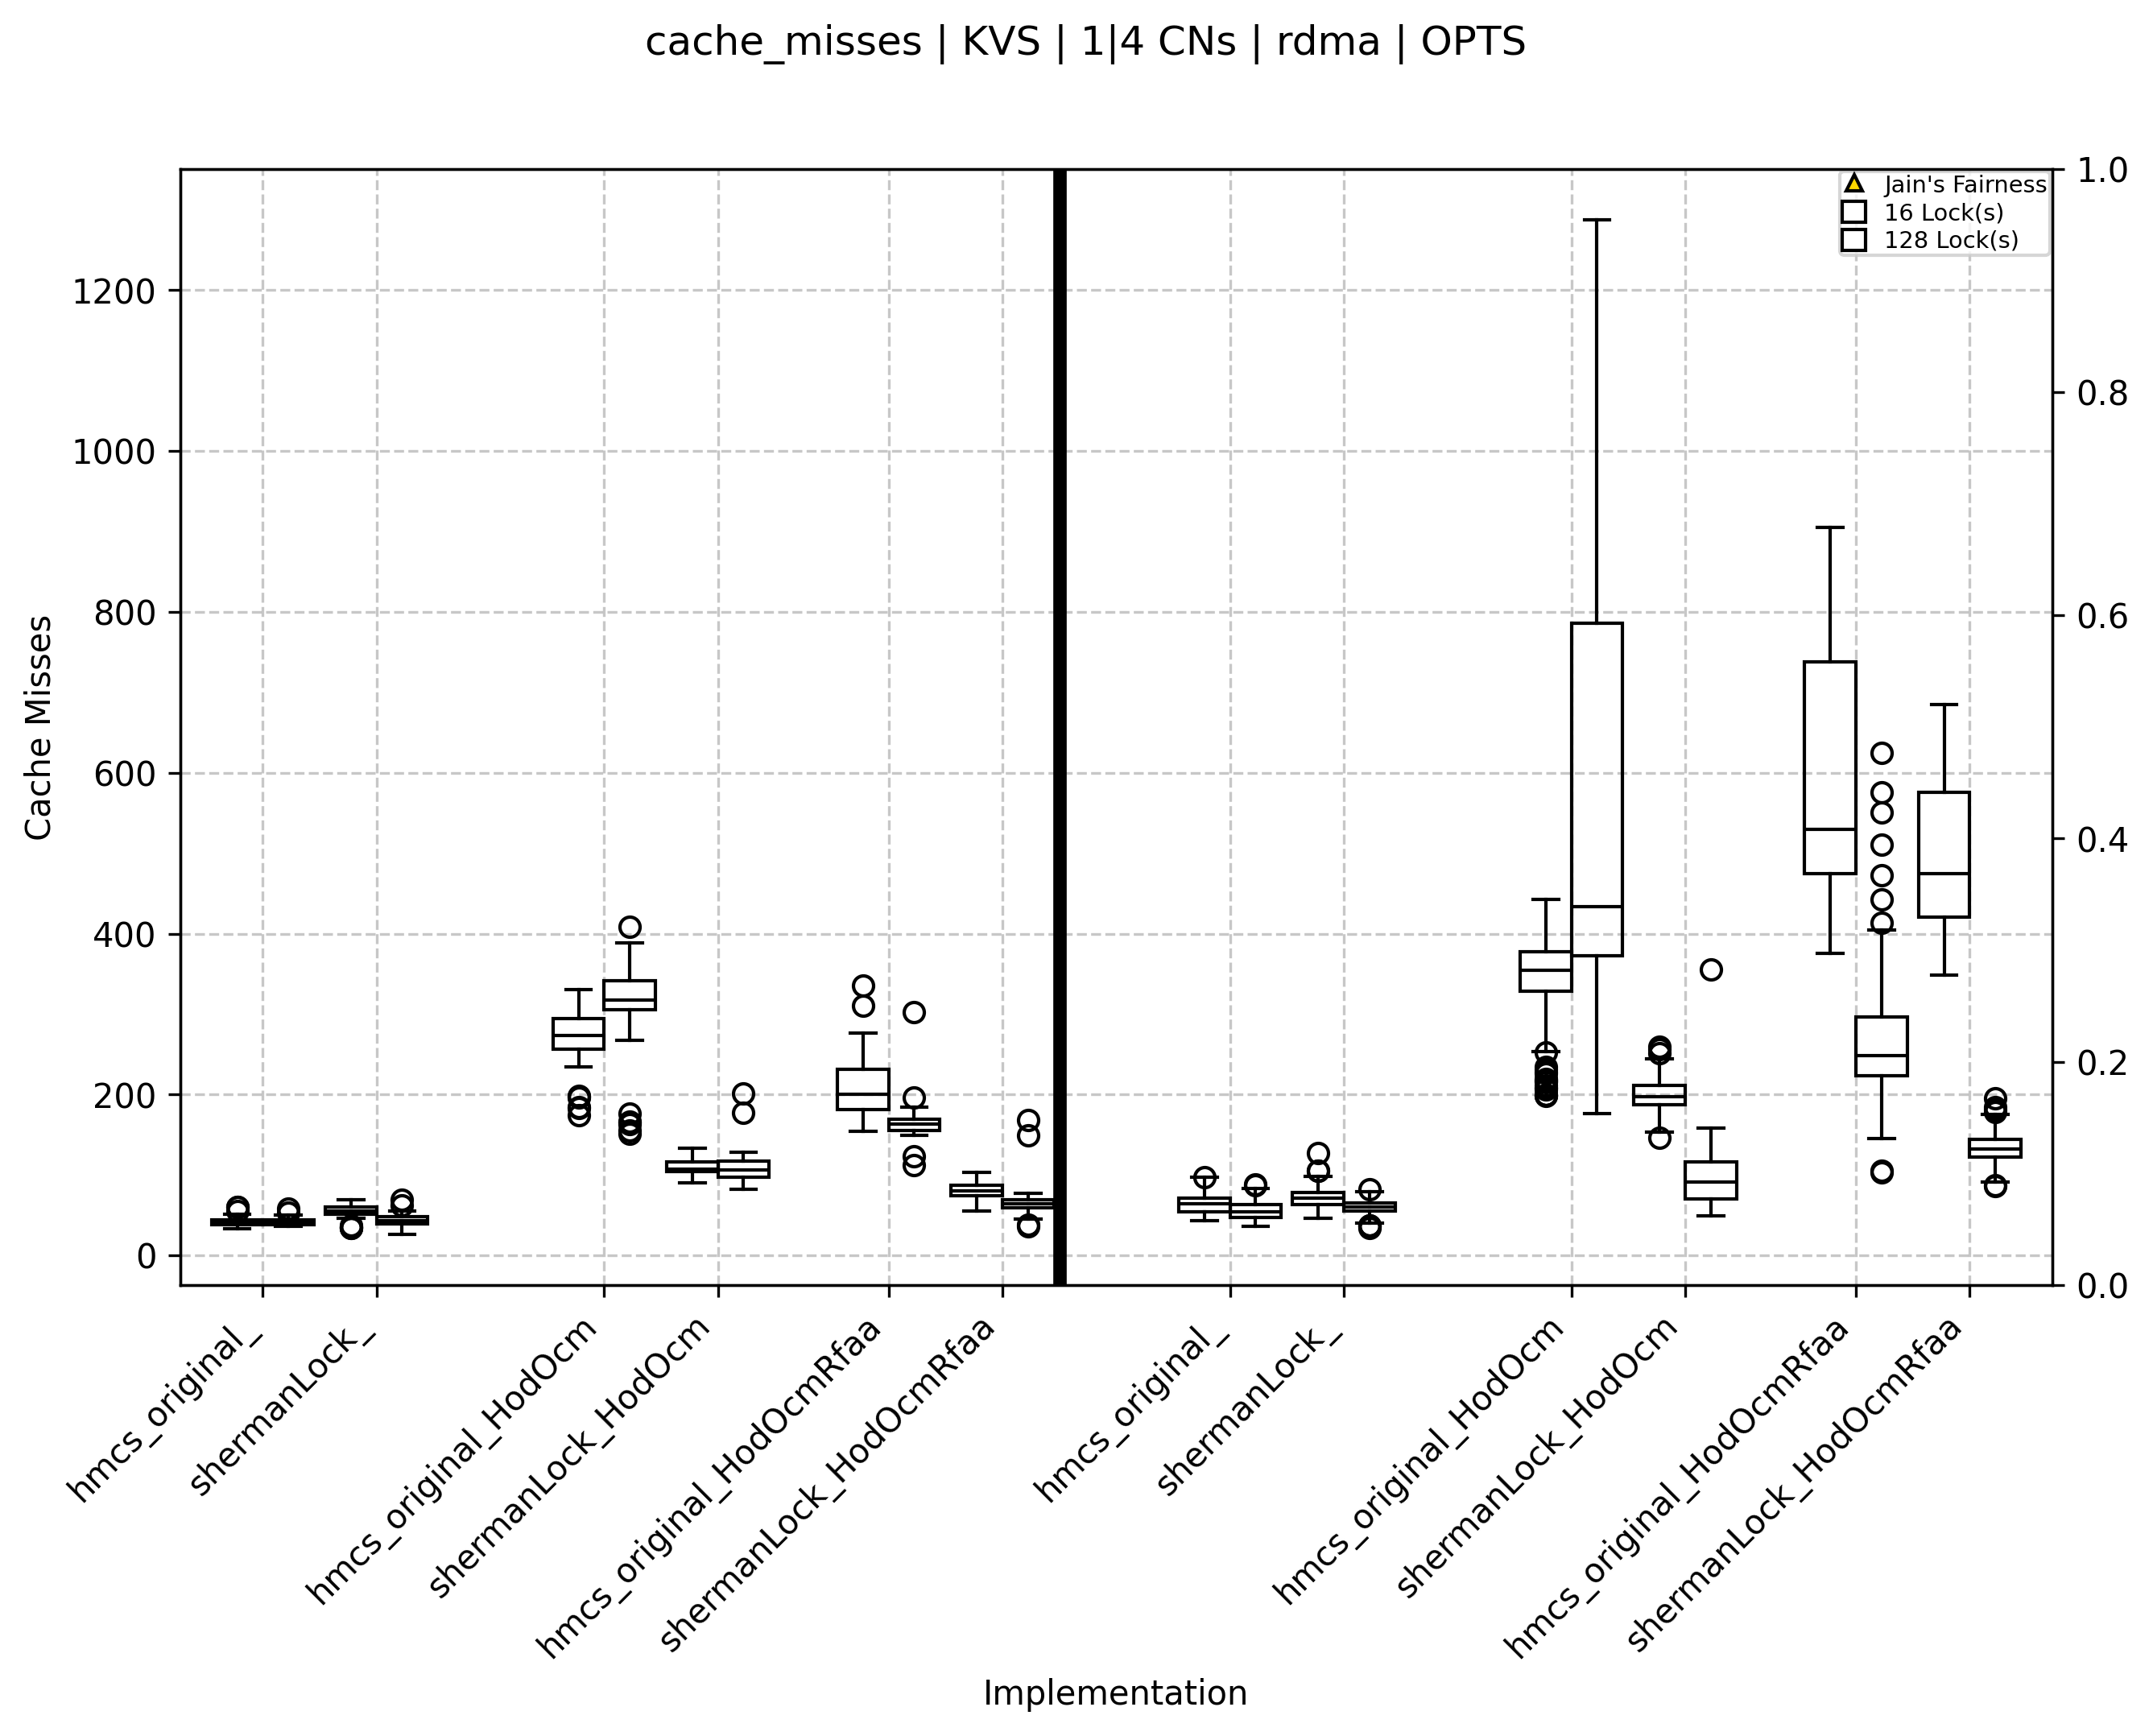 cache_misses | KVS | 1|4 CNs | rdma | OPTS
Jain's Fairness
16 Lock(s)
128 Lock(s)
Cache Misses
1200
1000
800
600
400
200
0
1.0
0.8
0.6
0.4
0.2
0.0
hmcs_original_
shermanLock_
hmcs_original_HodOcm
shermanLock_HodOcm
hmcs_original_HodOcmRfaa
shermanLock_HodOcmRfaa
hmcs_original_
shermanLock_
hmcs_original_HodOcm
shermanLock_HodOcm
hmcs_original_HodOcmRfaa
shermanLock_HodOcmRfaa
Implementation